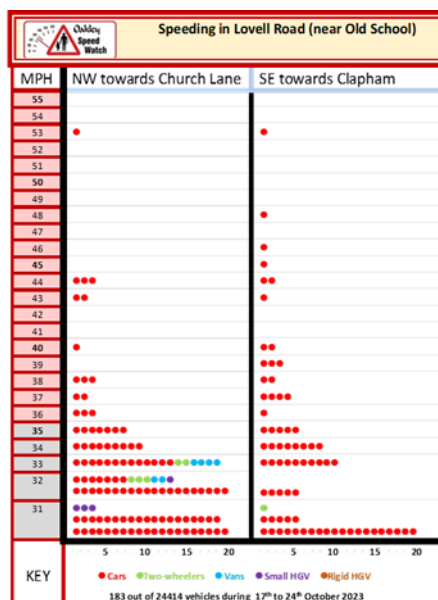 Oakley
Speed
Watch
Speeding in Lovell Road (near Old School)
MPH NW towards Church Lane SE towards Clapham
55
54
53
52
51
50
49
48
47
46
45
44
43
42
41
40
39
38
37
36
35
34
33
32
31
5 10 15 20 5 10 15 20
KEY
Cars Two-wheelers Vans Small HGV Rigid HGV
183 out of 24414 vehicles during 17th to 24th October 2023